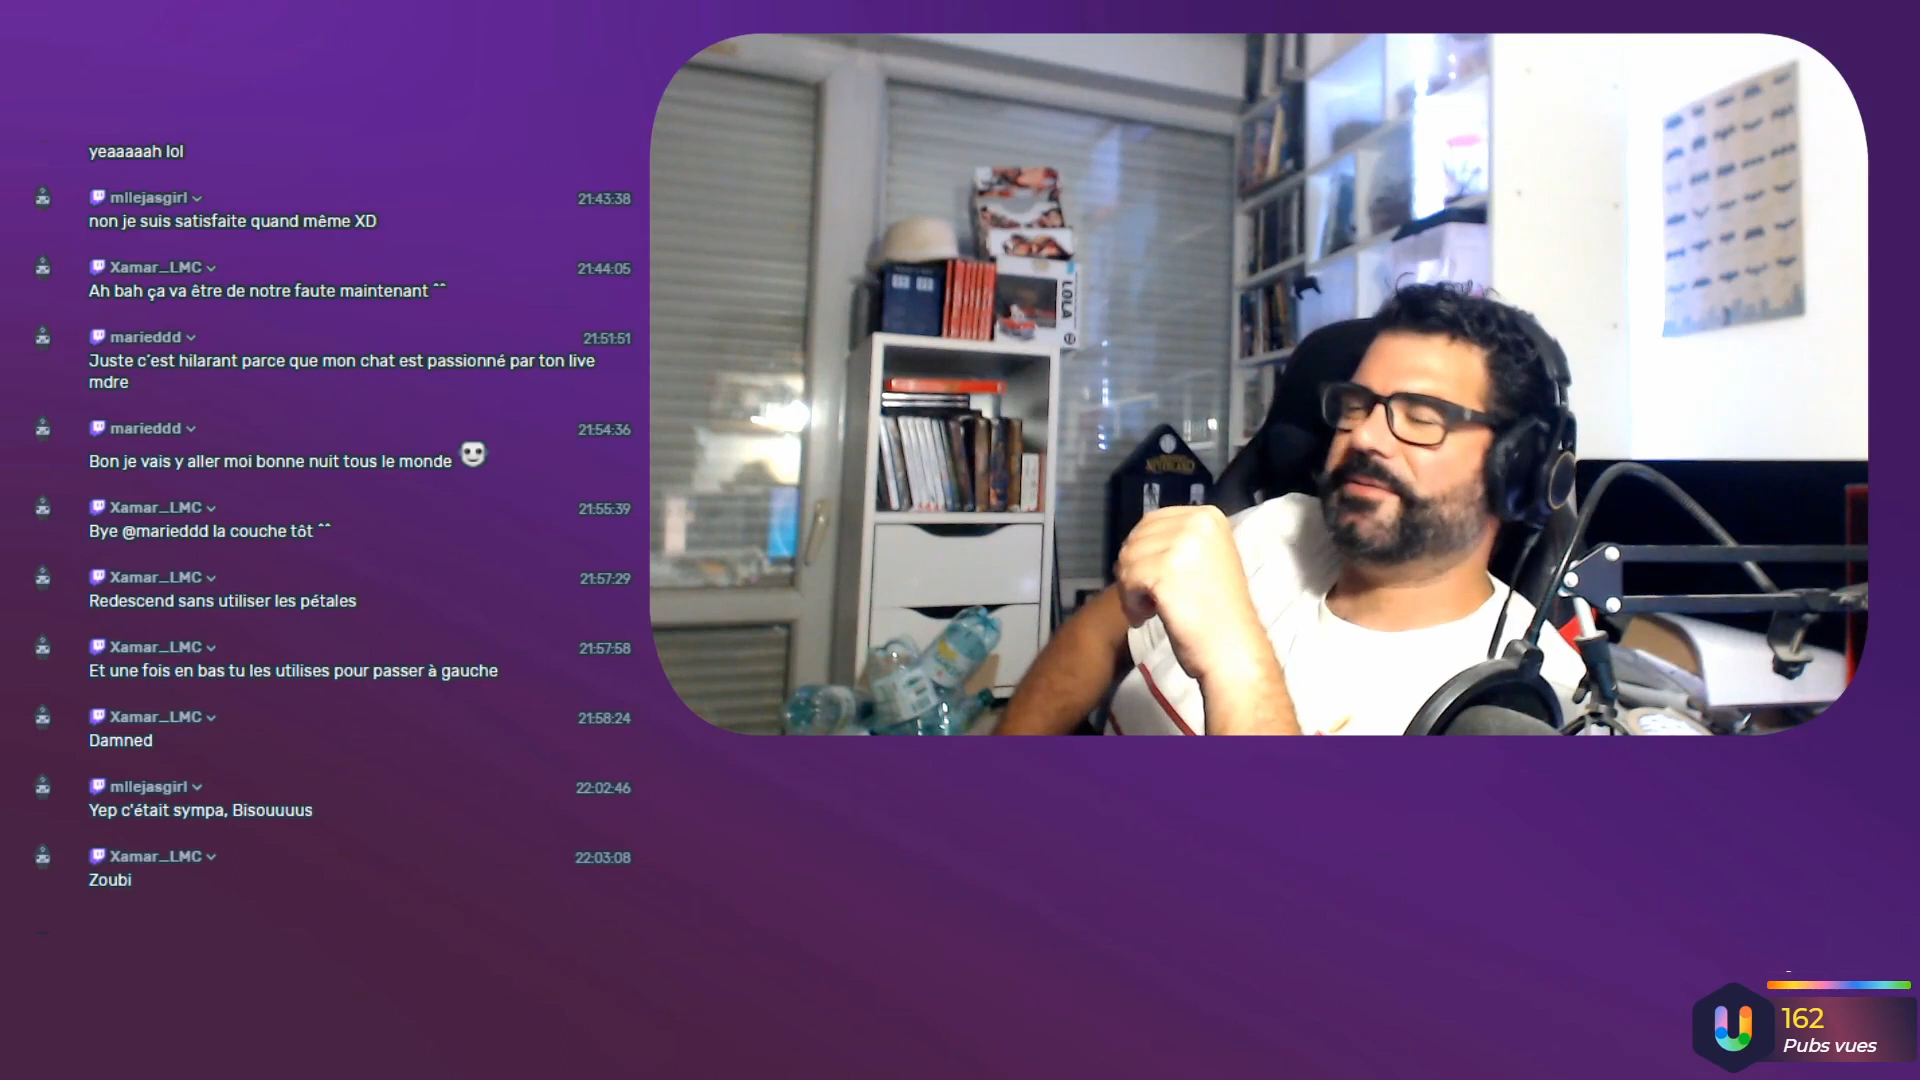 yeaaaaah lol
mllejasgirl
21:43:38
non je suis satisfaite quand même XD
Xamar_LMC
21:44:05
Ah bah ça va être de notre faute maintenant ^^
marieddd
21:51:51
Juste c'est hilarant parce que mon chat est passionné par ton live
mdre
marieddd
21:54:36
Bon je vais y aller moi bonne nuit tous le monde
Xamar_LMC
21:55:39
Bye @marieddd la couche tôt ^^
Xamar_LMC
21:57:29
Redescend sans utiliser les pétales
Xamar_LMC
21:57:58
Et une fois en bas tu les utilises pour passer à gauche
Xamar_LMC
21:58:24
Damned
mllejasgirl
22:02:46
Yep c'était sympa, Bisouuuus
Xamar_LMC
22:03:08
Zoubi
LOLA
NEVERLAND
162
Pubs vues